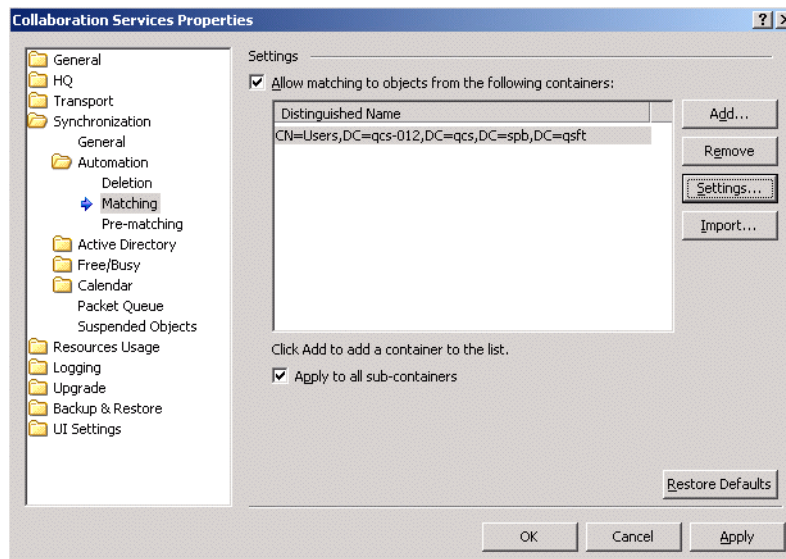 Collaboration Services Properties
General
HQ
Transport
Synchronization
General
Automation
Deletion
Matching
Pre-matching
Active Directory
Free/Busy
Calendar
Packet Queue
Suspended Objects
Resources Usage
Logging
Upgrade
Backup & Restore
UI Settings
Settings
Allow matching to objects from the following containers:
Distinguished Name
CN=Users,DC=qcs-012,DC=qcs,DC=spb,DC=qsft
Add...
Remove
Settings...
Import...
Click Add to add a container to the list.
Apply to all sub-containers
Restore Defaults
OK Cancel Apply